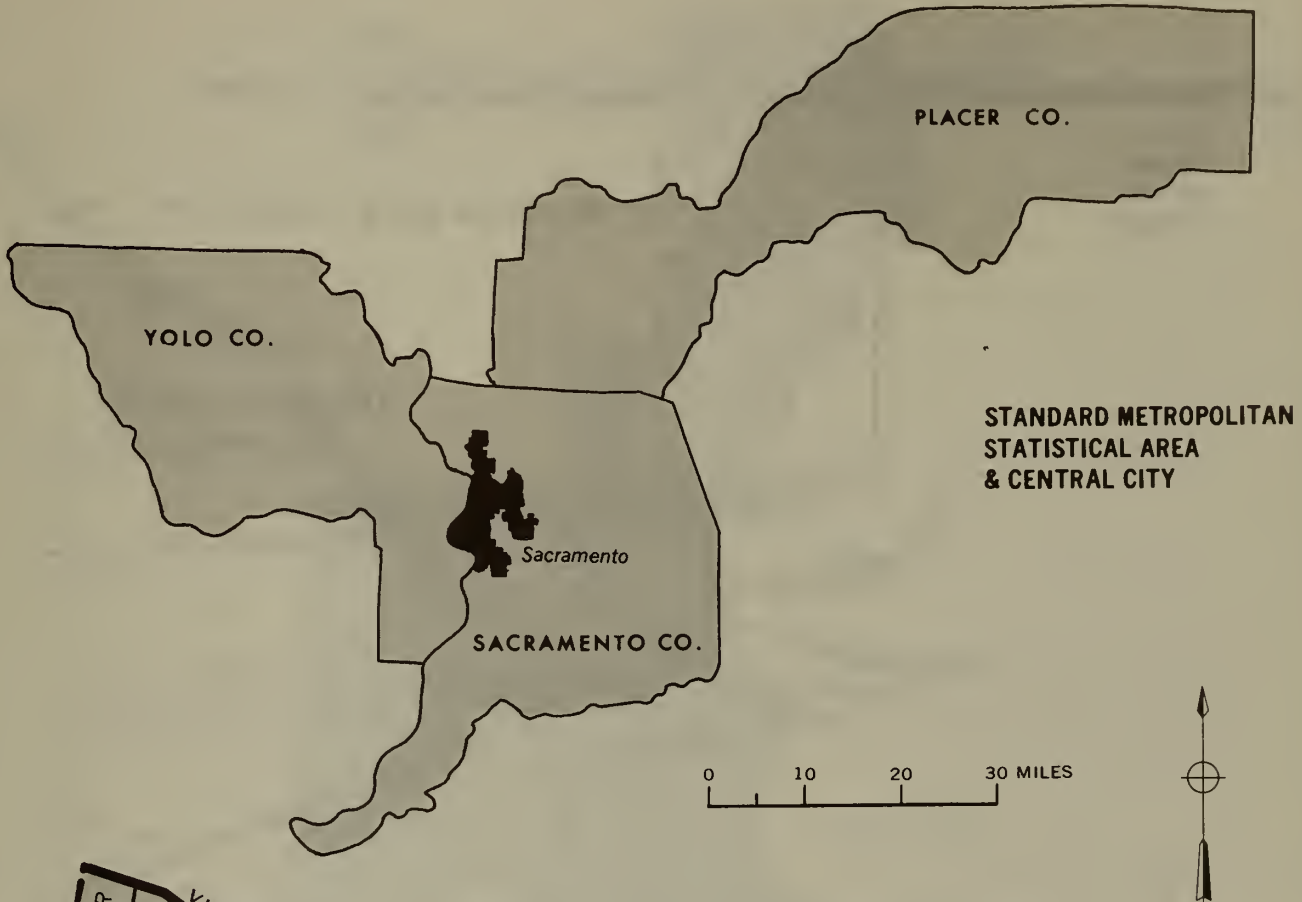 PLACER CO.
YOLO CO.
STANDARD METROPOLITAN
STATISTICAL AREA
& CENTRAL CITY
Sacramento
SACRAMENTO CO.
0 10 20 30 MILES